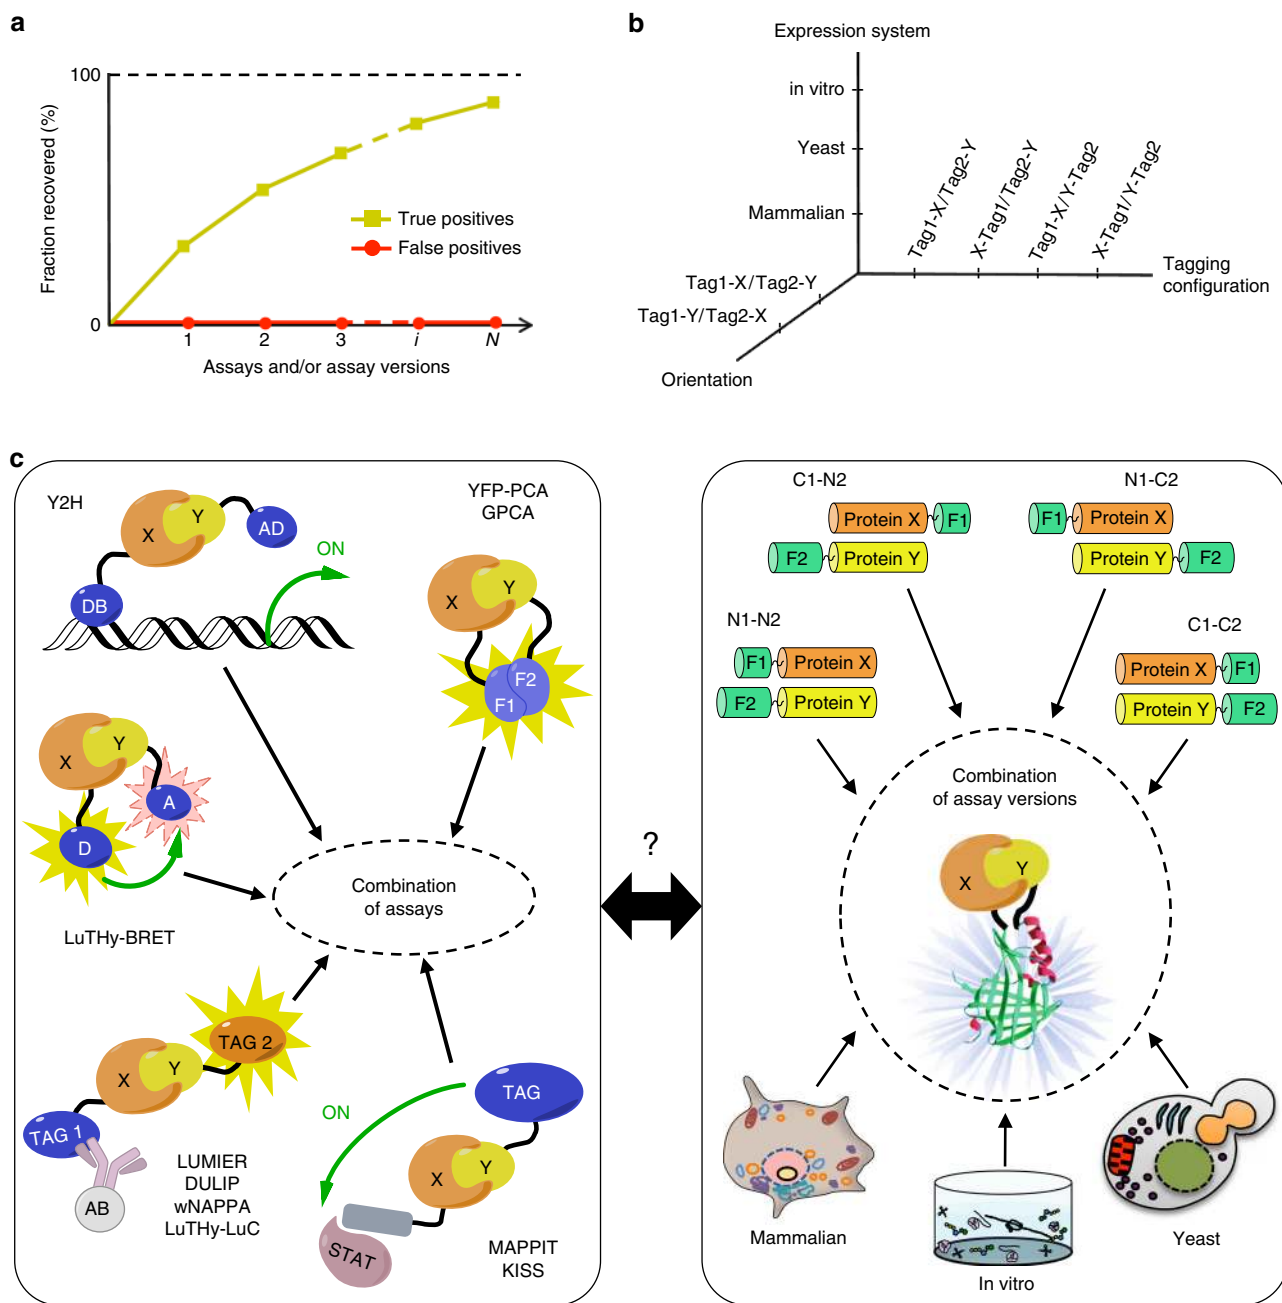 a
Fraction recovered (%)
100
0
True positives
False positives
1 2 3 i N
Assays and/or assay versions
b
Expression system
in vitro
Yeast
Mammalian
Tag1-X/Tag2-Y
X-Tag1/Tag2-Y
Tag1-X/Y-Tag2
X-Tag1/Y-Tag2
Tagging
configuration
Tag1-X/Tag2-Y
Tag1-Y/Tag2-X
Orientation
c
Y2H
X
Y
AD
DB
ON
YFP-PCA
GPCA
X
Y
F2
F1
X
Y
A
D
LuTHy-BRET
Combination
of assays
TAG 2
X
Y
TAG 1
AB
LUMIER
DULIP
wNAPPA
LuTHy-LuC
ON
TAG
X
Y
STAT
MAPPIT
KISS
?
C1-N2
Protein X F1
F2 Protein Y
N1-C2
F1 Protein X
Protein Y F2
N1-N2
F1 Protein X
F2 Protein Y
C1-C2
Protein X F1
Protein Y F2
Combination
of assay versions
X
Y
Mammalian
In vitro
Yeast